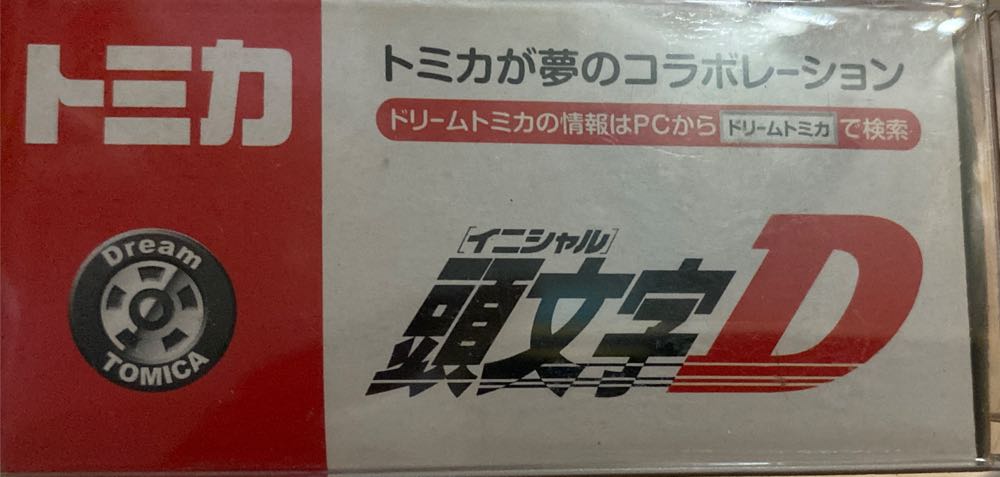 トミカ
Dream
TOMICA
トミカが夢のコラボレーション
ドリームトミカの情報はPCから ドリームトミカ で検索
[イニシャル]
頭文字D